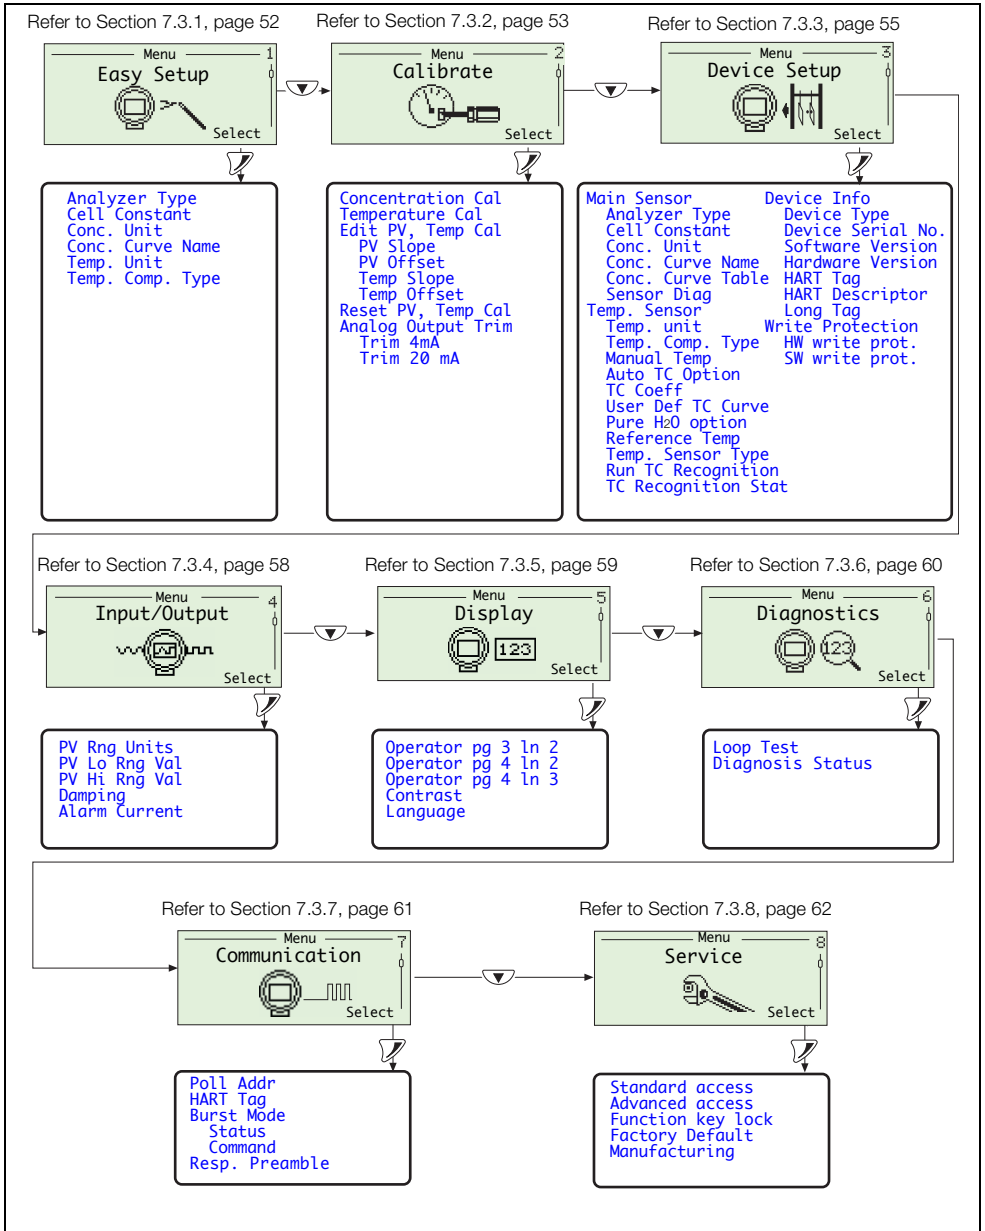 Refer to Section 7.3.1, page 52
Menu 1
Easy Setup
Select
Analyzer Type
Cell Constant
Conc. Unit
Conc. Curve Name
Temp. Unit
Temp. Comp. Type
Refer to Section 7.3.2, page 53
Menu 2
Calibrate
Select
Concentration Cal
Temperature Cal
Edit PV, Temp Cal
PV Slope
PV Offset
Temp Slope
Temp Offset
Reset PV, Temp Cal
Analog Output Trim
Trim 4mA
Trim 20 mA
Refer to Section 7.3.3, page 55
Menu 3
Device Setup
Select
Main Sensor
Analyzer Type
Cell Constant
Conc. Unit
Conc. Curve Name
Conc. Curve Table
Sensor Diag
Temp. Sensor
Temp. unit
Temp. Comp. Type
Manual Temp
Auto TC Option
TC Coeff
User Def TC Curve
Pure H2O option
Reference Temp
Temp. Sensor Type
Run TC Recognition
TC Recognition Stat
Device Info
Device Type
Device Serial No.
Software Version
Hardware Version
HART Tag
HART Descriptor
Long Tag
Write Protection
HW write prot.
SW write prot.
Refer to Section 7.3.4, page 58
Menu 4
Input/Output
Select
PV Rng Units
PV Lo Rng Val
PV Hi Rng Val
Damping
Alarm Current
Refer to Section 7.3.5, page 59
Menu 5
Display
123
Select
Operator pg 3 ln 2
Operator pg 4 ln 2
Operator pg 4 ln 3
Contrast
Language
Refer to Section 7.3.6, page 60
Menu 6
Diagnostics
123
Select
Loop Test
Diagnosis Status
Refer to Section 7.3.7, page 61
Menu 7
Communication
Select
Poll Addr
HART Tag
Burst Mode
Status
Command
Resp. Preamble
Refer to Section 7.3.8, page 62
Menu 8
Service
Select
Standard access
Advanced access
Function key lock
Factory Default
Manufacturing